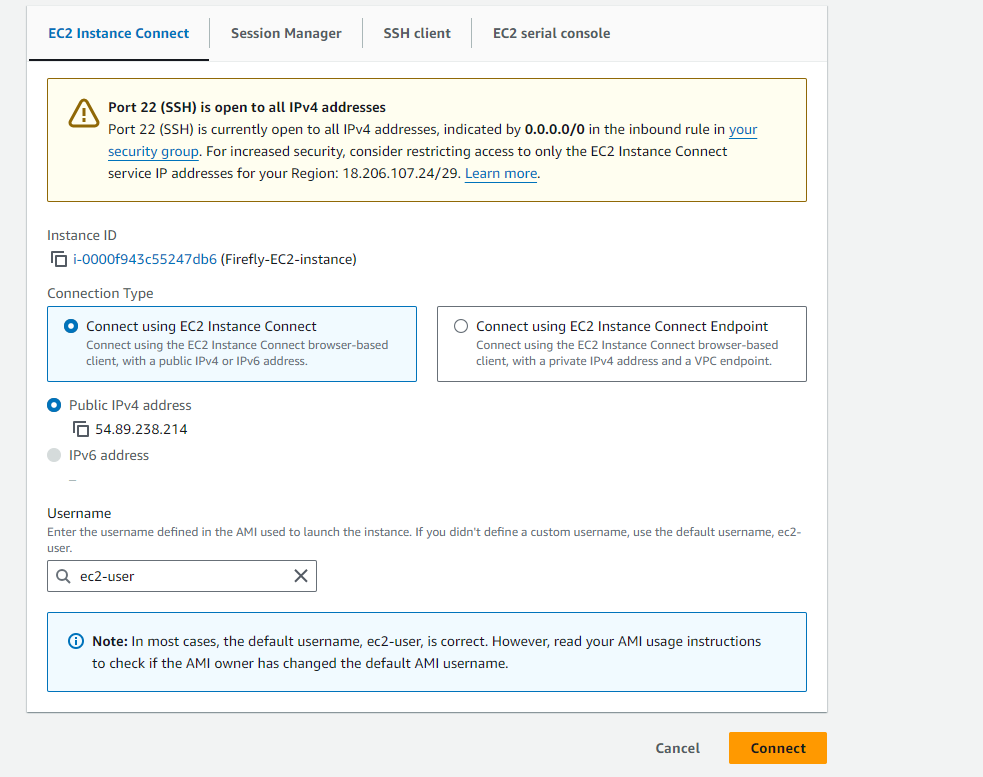 EC2 Instance Connect
Session Manager
SSH client
EC2 serial console
Port 22 (SSH) is open to all IPv4 addresses
Port 22 (SSH) is currently open to all IPv4 addresses, indicated by 0.0.0.0/0 in the inbound rule in your
security group. For increased security, consider restricting access to only the EC2 Instance Connect
service IP addresses for your Region: 18.206.107.24/29. Learn more.
Instance ID
i-0000f943c55247db6 (Firefly-EC2-instance)
Connection Type
Connect using EC2 Instance Connect
Connect using the EC2 Instance Connect browser-based
client, with a public IPv4 or IPv6 address.
Connect using EC2 Instance Connect Endpoint
Connect using the EC2 Instance Connect browser-based
client, with a private IPv4 address and a VPC endpoint.
Public IPv4 address
54.89.238.214
IPv6 address
–
Username
Enter the username defined in the AMI used to launch the instance. If you didn't define a custom username, use the default username, ec2-
user.
ec2-user
Note: In most cases, the default username, ec2-user, is correct. However, read your AMI usage instructions
to check if the AMI owner has changed the default AMI username.
Cancel
Connect